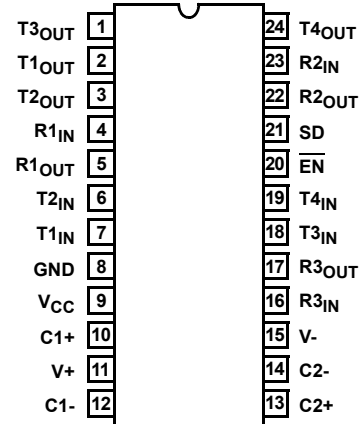 T3OUT 1 24 T4OUT
T1OUT 2 23 R2IN
T2OUT 3 22 R2OUT
R1IN 4 21 SD
R1OUT 5 20 E̅N̅
T2IN 6 19 T4IN
T1IN 7 18 T3IN
GND 8 17 R3OUT
VCC 9 16 R3IN
C1+ 10 15 V-
V+ 11 14 C2-
C1- 12 13 C2+